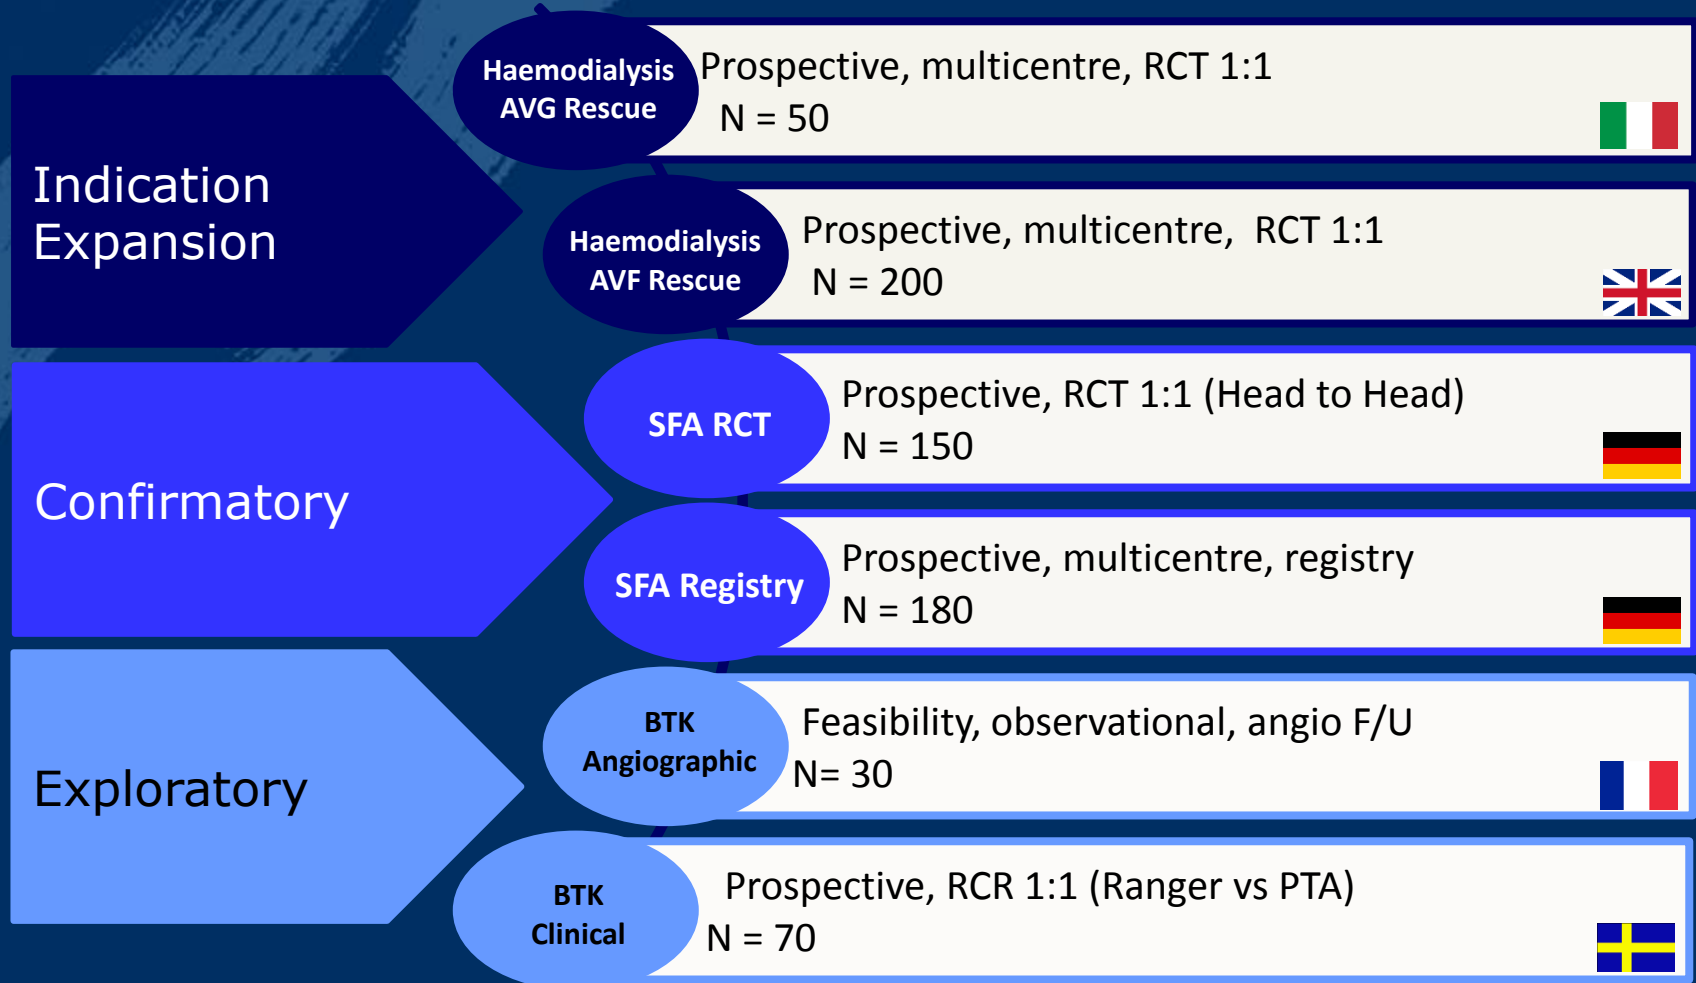 Indication
Expansion
Haemodialysis
AVG Rescue
Prospective, multicentre, RCT 1:1
N = 50
Haemodialysis
AVF Rescue
Prospective, multicentre, RCT 1:1
N = 200
Confirmatory
SFA RCT
Prospective, RCT 1:1 (Head to Head)
N = 150
SFA Registry
Prospective, multicentre, registry
N = 180
Exploratory
BTK
Angiographic
Feasibility, observational, angio F/U
N= 30
BTK
Clinical
Prospective, RCR 1:1 (Ranger vs PTA)
N = 70